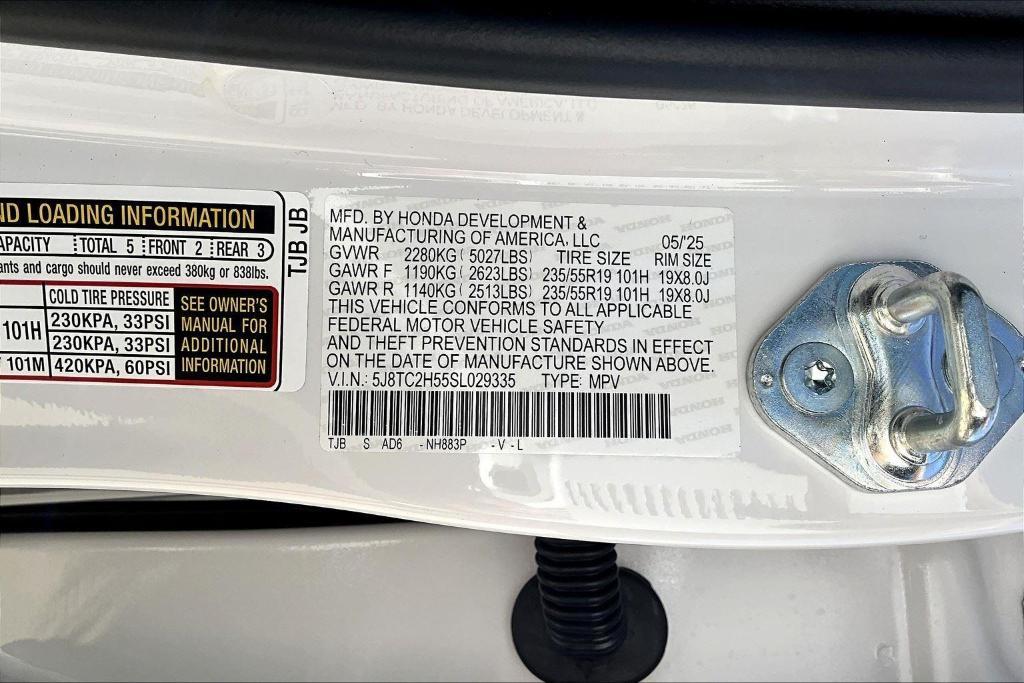 ND LOADING INFORMATION
APACITY TOTAL 5 FRONT 2 REAR 3
ants and cargo should never exceed 380kg or 838lbs.
COLD TIRE PRESSURE
101H 230KPA, 33PSI
230KPA, 33PSI
101M 420KPA, 60PSI
SEE OWNER'S
MANUAL FOR
ADDITIONAL
INFORMATION
TJB JB
MFD. BY HONDA DEVELOPMENT &
MANUFACTURING OF AMERICA, LLC 05/'25
GVWR 2280KG( 5027LBS) TIRE SIZE RIM SIZE
GAWR F 1190KG( 2623LBS) 235/55R19 101H 19X8.0J
GAWR R 1140KG( 2513LBS) 235/55R19 101H 19X8.0J
THIS VEHICLE CONFORMS TO ALL APPLICABLE
FEDERAL MOTOR VEHICLE SAFETY
AND THEFT PREVENTION STANDARDS IN EFFECT
ON THE DATE OF MANUFACTURE SHOWN ABOVE.
V.I.N.: 5J8TC2H55SL029335 TYPE: MPV
TJB S AD6 -NH883P -V-L